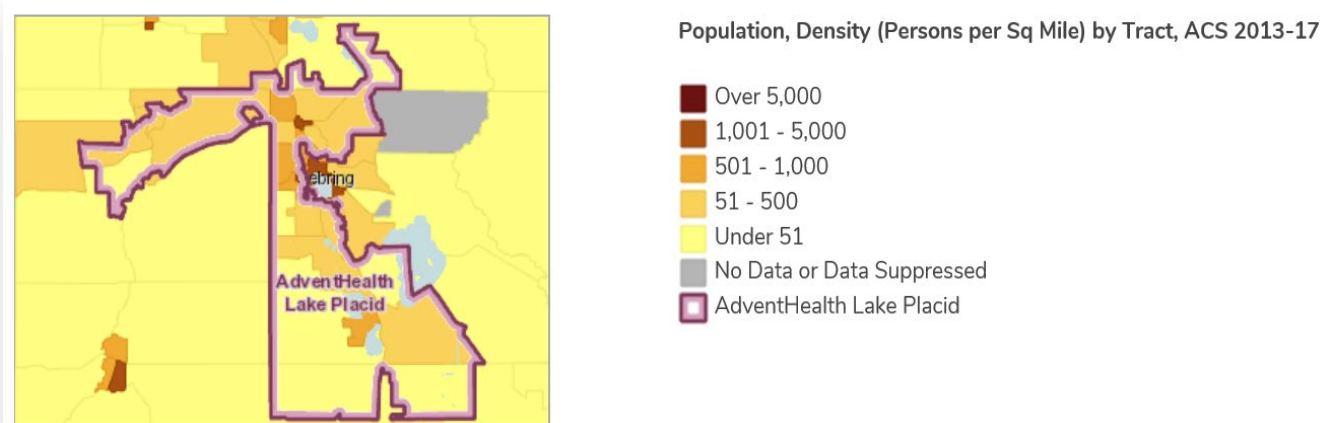 Population, Density (Persons per Sq Mile) by Tract, ACS 2013-17
Over 5,000
1,001 - 5,000
501 - 1,000
51 - 500
Under 51
No Data or Data Suppressed
AdventHealth Lake Placid
ebring
AdventHealth
Lake Placid